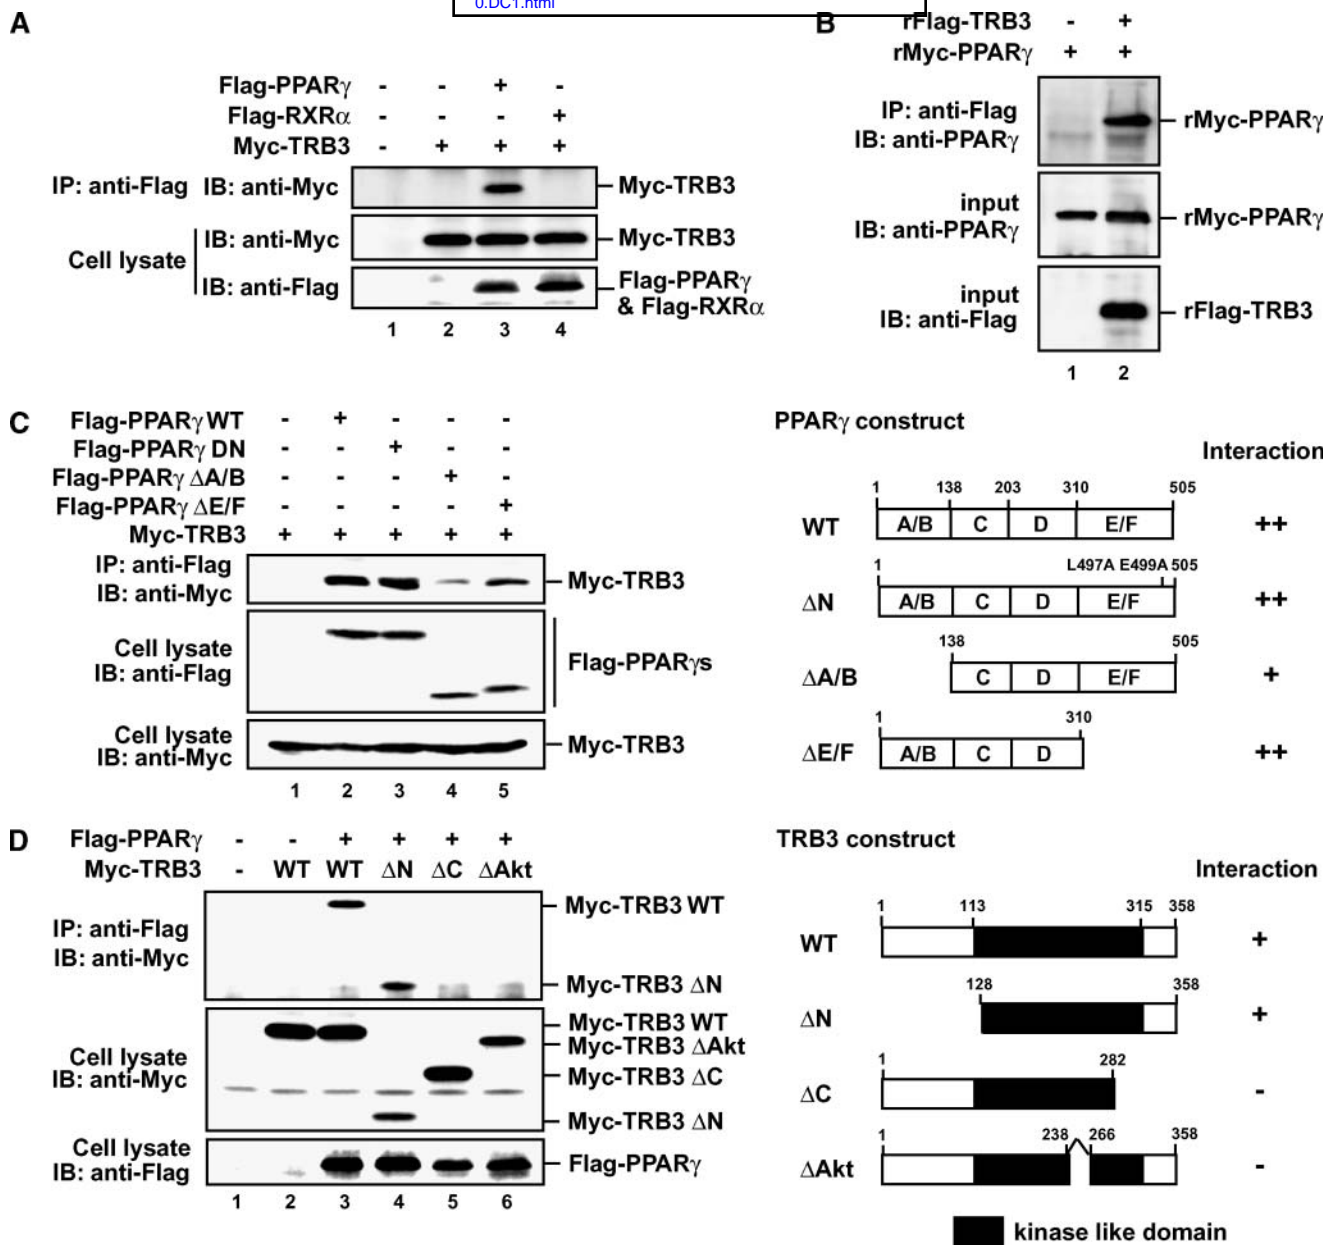 0.DC1.html
A
Flag-PPARγ - - + -
Flag-RXRα - - - +
Myc-TRB3 - + + +
IP: anti-Flag IB: anti-Myc Myc-TRB3
Cell lysate
IB: anti-Myc Myc-TRB3
IB: anti-Flag Flag-PPARγ & Flag-RXRα
1 2 3 4
B
rFlag-TRB3 - +
rMyc-PPARγ + +
IP: anti-Flag
IB: anti-PPARγ
rMyc-PPARγ
input
IB: anti-PPARγ
rMyc-PPARγ
input
IB: anti-Flag
rFlag-TRB3
1 2
C
Flag-PPARγ WT - + - - -
Flag-PPARγ DN - - + - -
Flag-PPARγ ΔA/B - - - + -
Flag-PPARγ ΔE/F - - - - +
Myc-TRB3 + + + + +
IP: anti-Flag
IB: anti-Myc
Myc-TRB3
Cell lysate
IB: anti-Flag
Flag-PPARγs
Cell lysate
IB: anti-Myc
Myc-TRB3
1 2 3 4 5
PPARγ construct
Interaction
1 138 203 310 505
WT A/B C D E/F ++
1 L497A E499A 505
ΔN A/B C D E/F ++
138 505
ΔA/B C D E/F +
1 310
ΔE/F A/B C D ++
D
Flag-PPARγ - - + + + +
Myc-TRB3 - WT WT ΔN ΔC ΔAkt
IP: anti-Flag
IB: anti-Myc
Myc-TRB3 WT
Myc-TRB3 ΔN
Cell lysate
IB: anti-Myc
Myc-TRB3 WT
Myc-TRB3 ΔAkt
Myc-TRB3 ΔC
Myc-TRB3 ΔN
Cell lysate
IB: anti-Flag
Flag-PPARγ
1 2 3 4 5 6
TRB3 construct
Interaction
1 113 315 358
WT +
128 358
ΔN +
1 282
ΔC -
1 238 266 358
ΔAkt -
kinase like domain